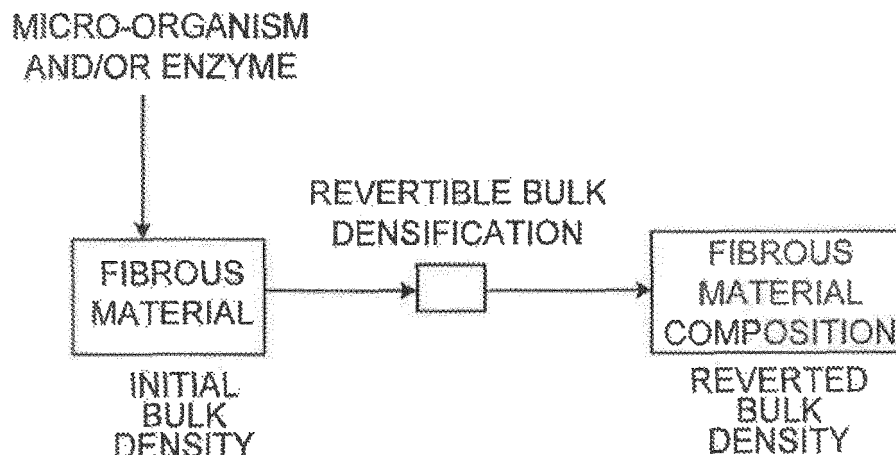 MICRO-ORGANISM
AND/OR ENZYME
REVERTIBLE BULK
DENSIFICATION
FIBROUS
MATERIAL
FIBROUS
MATERIAL
COMPOSITION
INITIAL
BULK
DENSITY
REVERTED
BULK
DENSITY